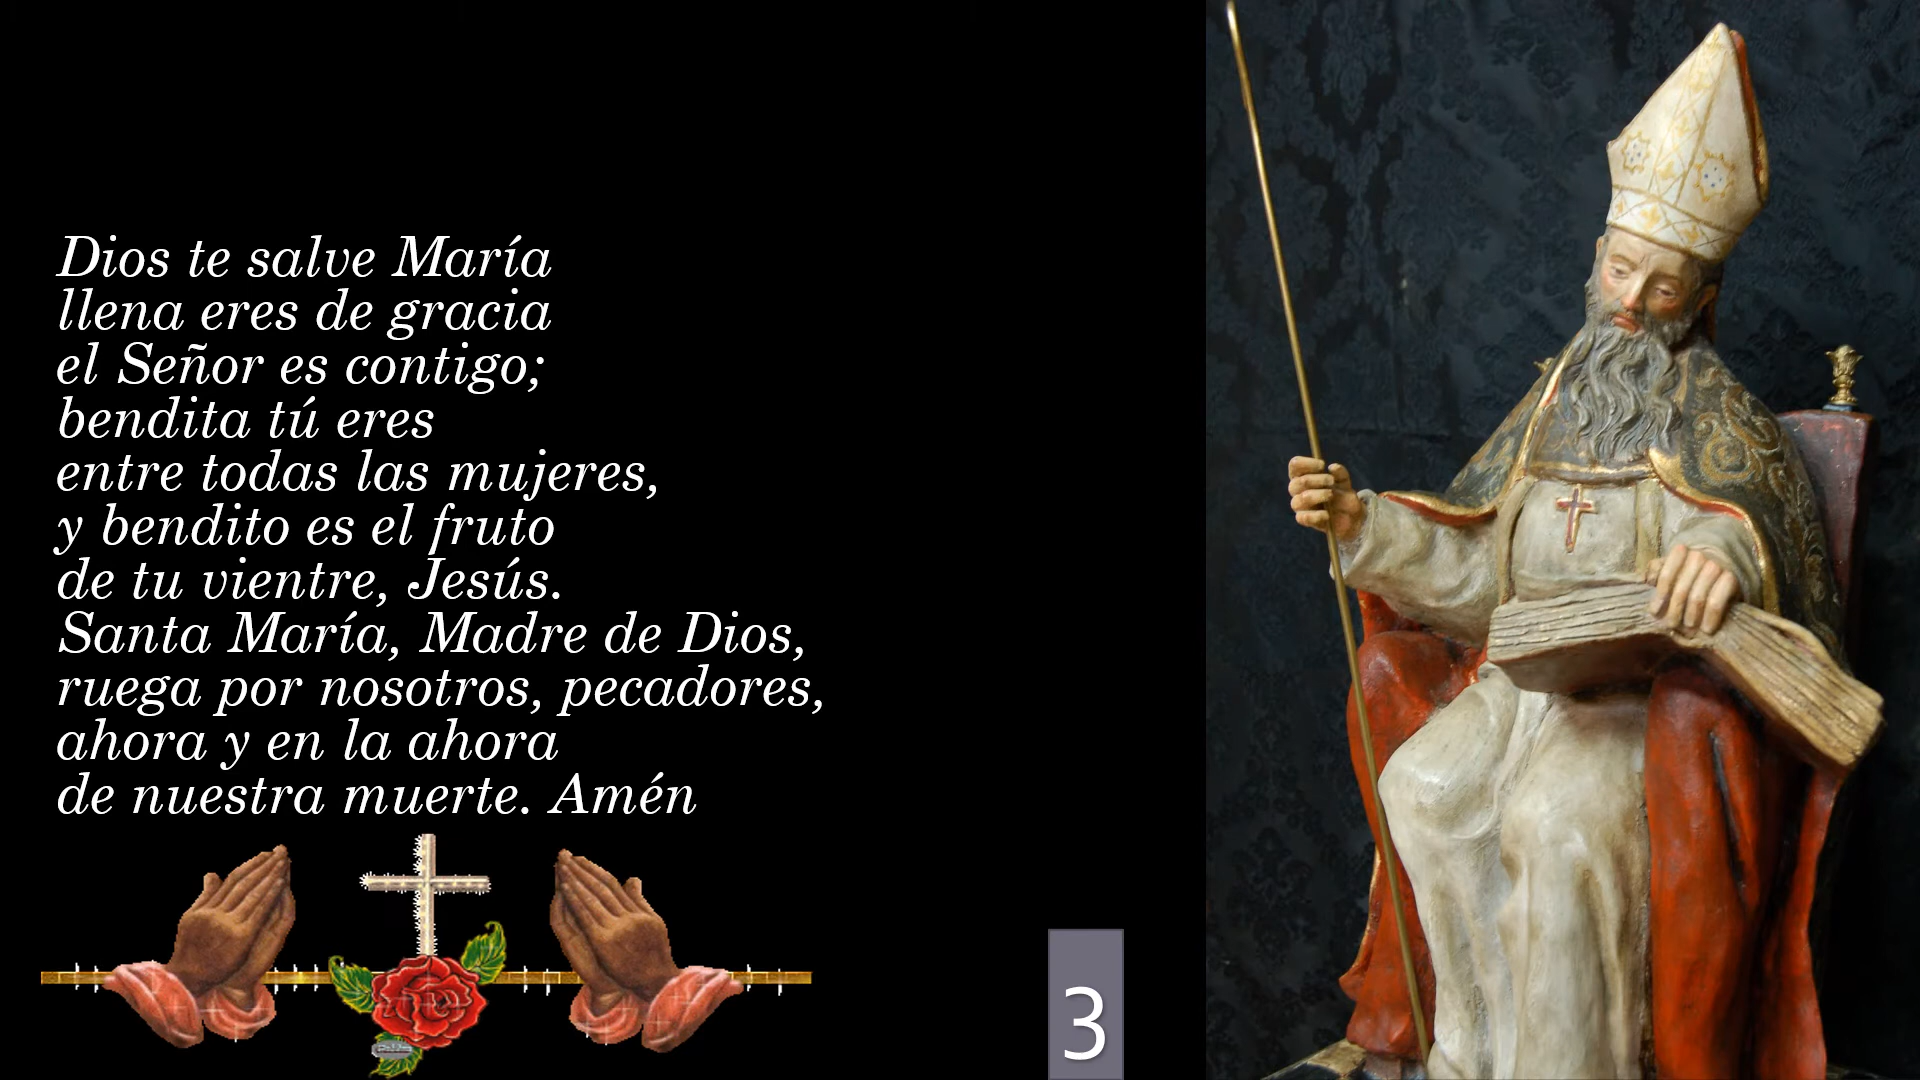 Dios te salve María
llena eres de gracia
el Señor es contigo;
bendita tú eres
entre todas las mujeres,
y bendito es el fruto
de tu vientre, Jesús.
Santa María, Madre de Dios,
ruega por nosotros, pecadores,
ahora y en la ahora
de nuestra muerte. Amén
3